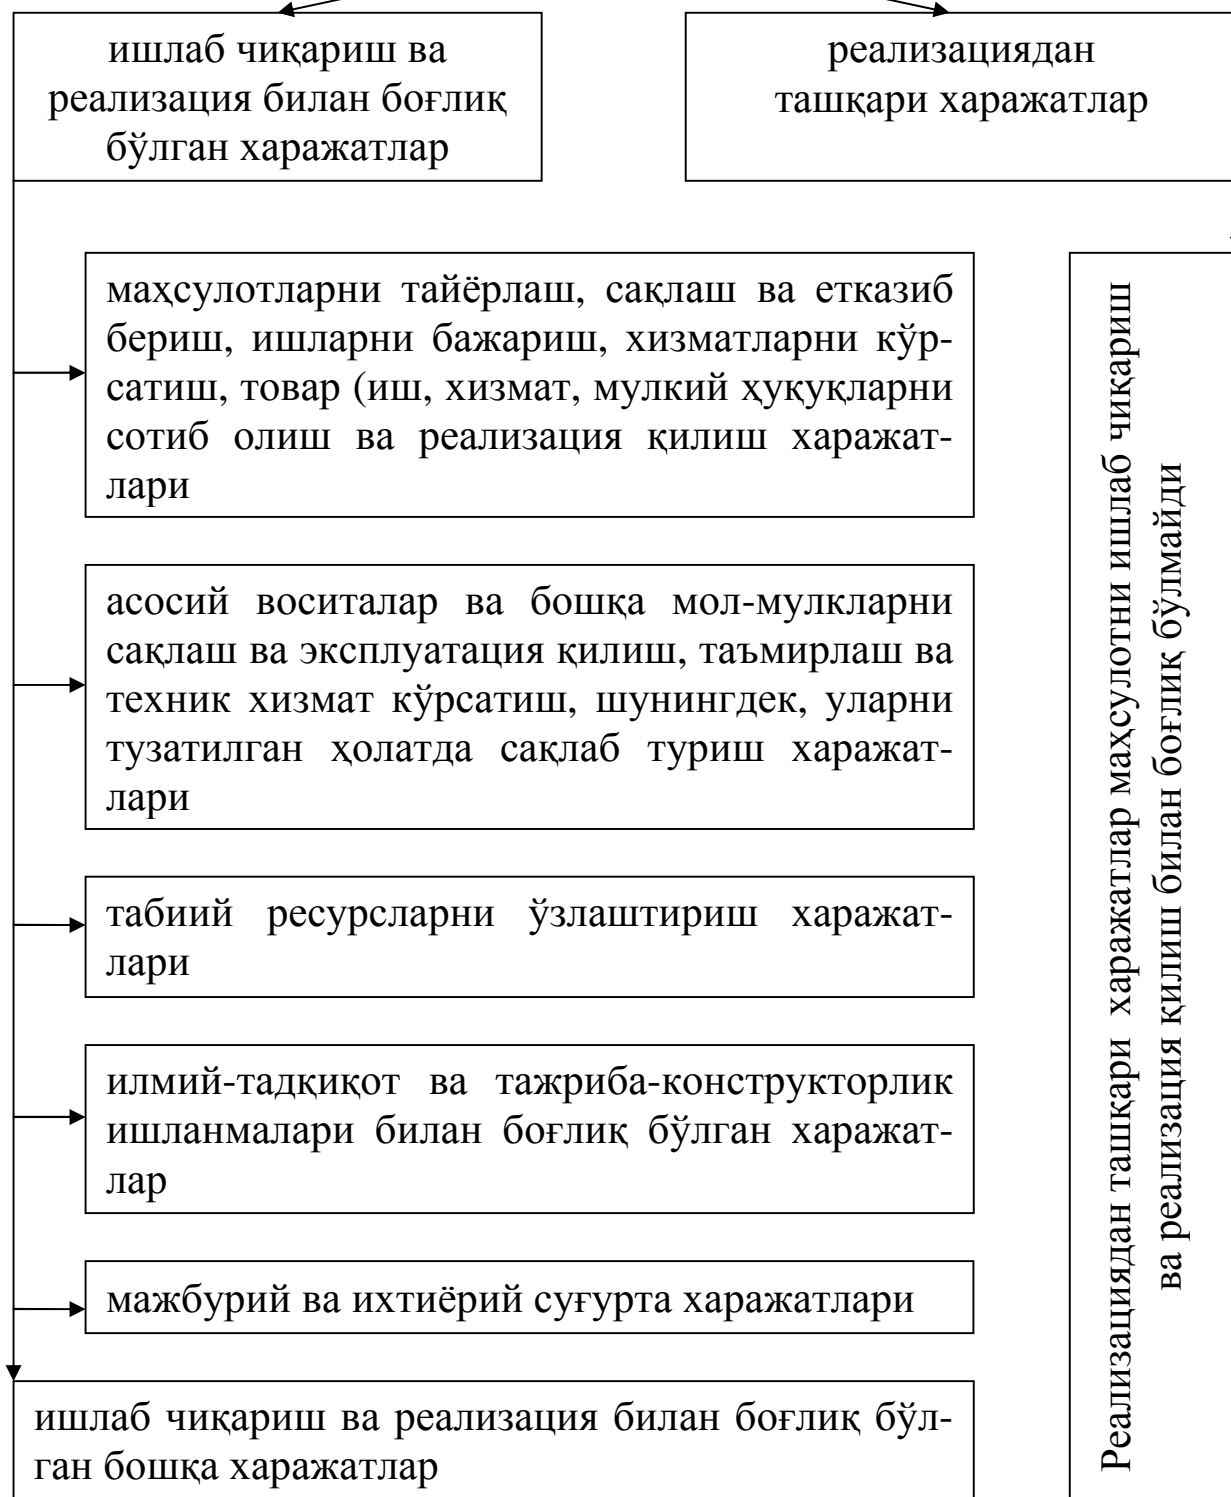 ишлаб чиқариш ва
реализация билан боғлиқ
бўлган харажатлар
реализациядан
ташқари харажатлар
маҳсулотларни тайёрлаш, сақлаш ва етказиб
бериш, ишларни бажариш, хизматларни кўр-
сатиш, товар (иш, хизмат, мулкий ҳуқуқларни
сотиб олиш ва реализация қилиш харажат-
лари
асосий воситалар ва бошқа мол-мулкларни
сақлаш ва эксплуатация қилиш, таъмирлаш ва
техник хизмат кўрсатиш, шунингдек, уларни
тузатилган ҳолатда сақлаб туриш харажат-
лари
табиий ресурсларни ўзлаштириш харажат-
лари
илмий-тадқиқот ва тажриба-конструкторлик
ишланмалари билан боғлиқ бўлган харажат-
лар
мажбурий ва ихтиёрий суғурта харажатлари
ишлаб чиқариш ва реализация билан боғлиқ бўл-
ган бошқа харажатлар
Реализациядан ташқари харажатлар маҳсулотни ишлаб чиқариш
ва реализация қилиш билан боғлиқ бўлмайди